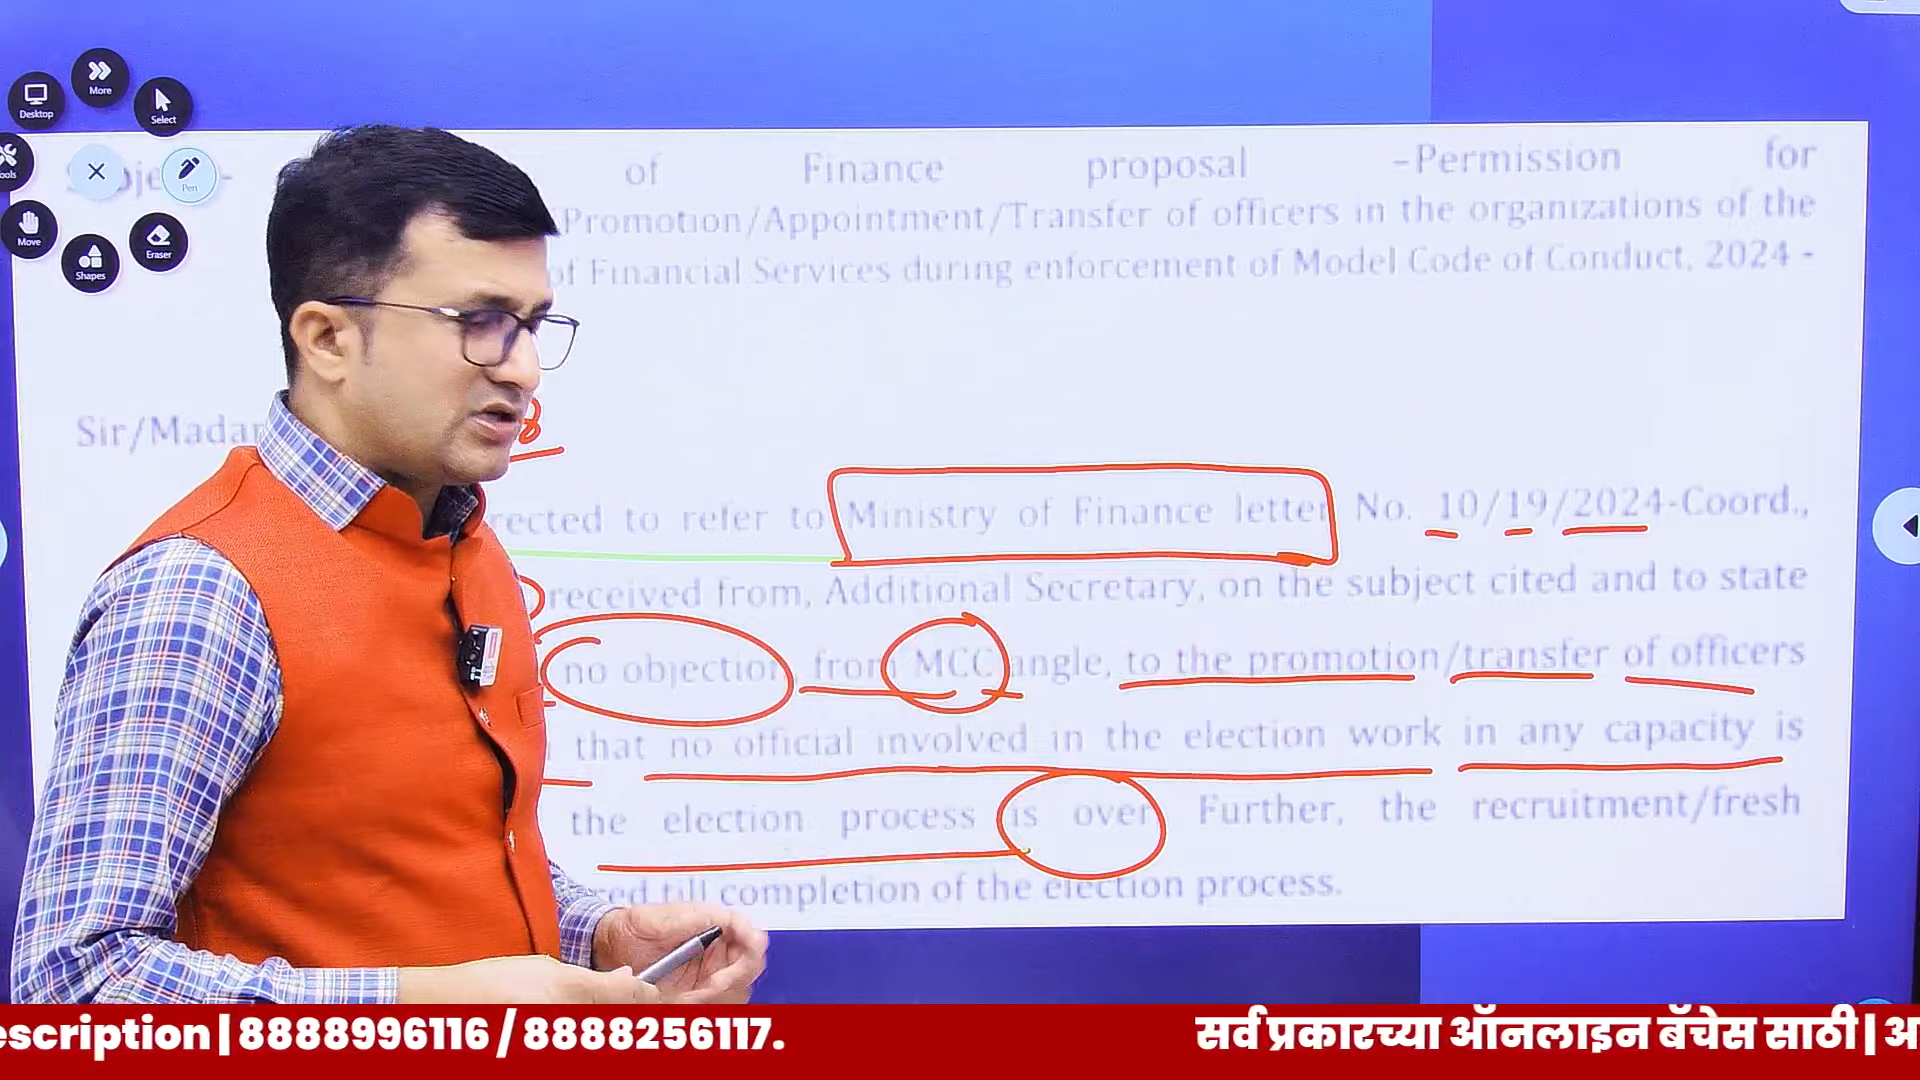 More
Desktop
Select
Pen
Move
Eraser
Shapes
of Finance proposal –Permission for
/Promotion/Appointment/Transfer of officers in the organizations of the
of Financial Services during enforcement of Model Code of Conduct, 2024 -
Sir/Madam
8
to refer to Ministry of Finance letter No. 10/19/2024-Coord.,
received from, Additional Secretary, on the subject cited and to state
no objection from MCC angle, to the promotion/transfer of officers
that no official involved in the election work in any capacity is
the election process is over Further, the recruitment/fresh
till completion of the election process.
escription | 8888996116 / 8888256117. सर्व प्रकारच्या ऑनलाइन बॅचेस साठी | अ